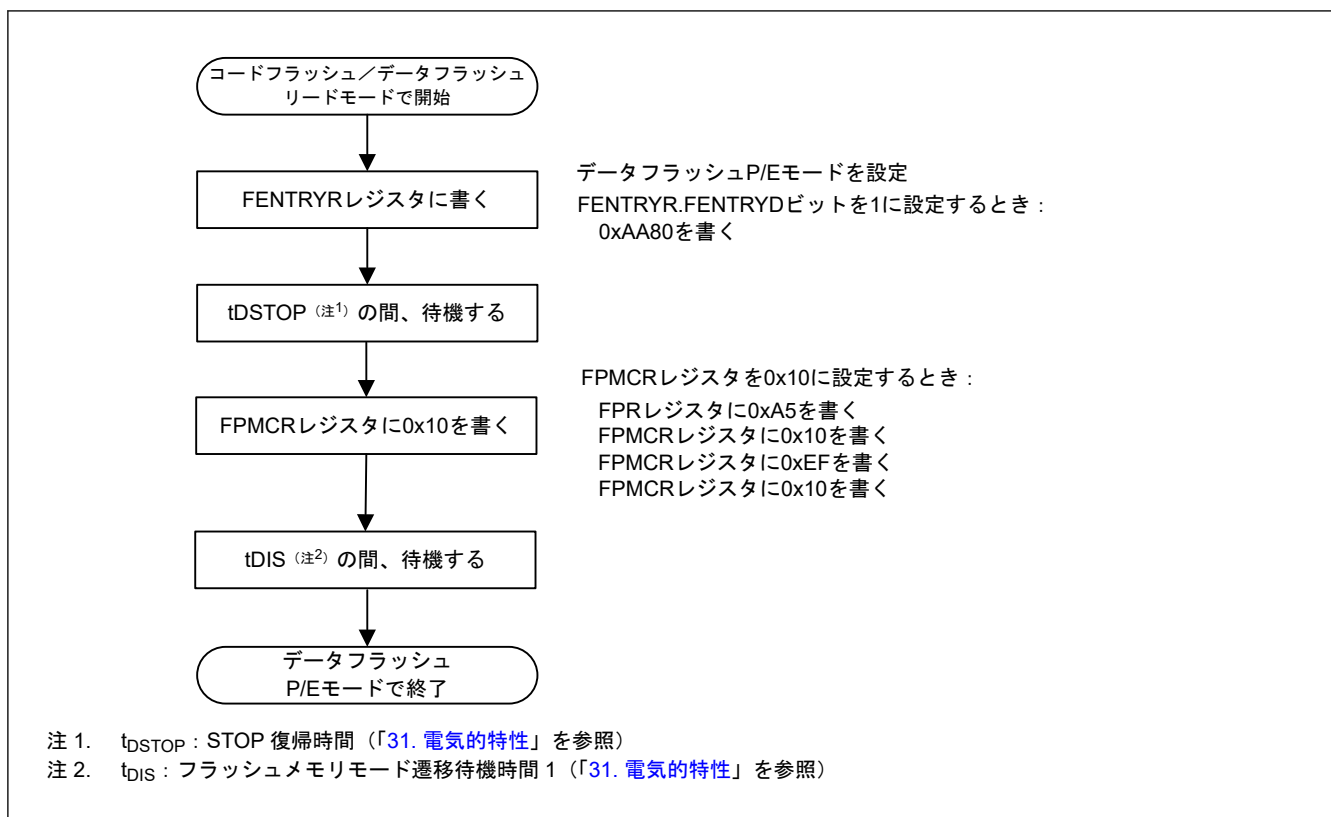 コードフラッシュ／データフラッシュ
リードモードで開始
FENTRYRレジスタに書く
データフラッシュP/Eモードを設定
FENTRYR.FENTRYDビットを1に設定するとき：
0xAA80を書く
tDSTOP（注1）の間、待機する
FPMCRレジスタに0x10を書く
FPMCRレジスタを0x10に設定するとき：
FPRレジスタに0xA5を書く
FPMCRレジスタに0x10を書く
FPMCRレジスタに0xEFを書く
FPMCRレジスタに0x10を書く
tDIS（注2）の間、待機する
データフラッシュ
P/Eモードで終了
注 1. tDSTOP：STOP 復帰時間（「31. 電気的特性」を参照）
注 2. tDIS：フラッシュメモリモード遷移待機時間 1（「31. 電気的特性」を参照）